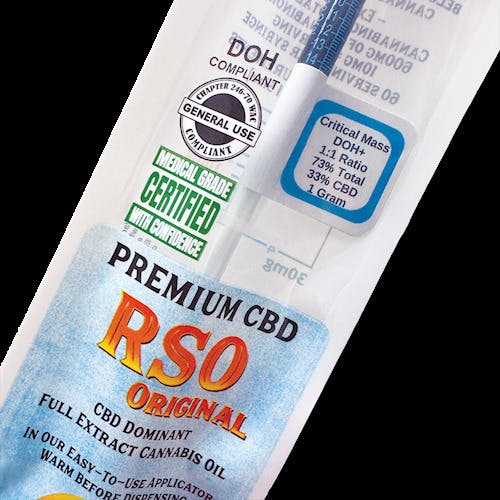 DOH
COMPLIANT
CHAPTER 246-70 WAC
GENERAL USE
COMPLIANT
MEDICAL GRADE
CERTIFIED
WITH CONFIDENCE
Critical Mass
DOH+
1:1 Ratio
73% Total
33% CBD
1 Gram
30mg
PREMIUM CBD
RSO
ORIGINAL
CBD DOMINANT
FULL EXTRACT CANNABIS OIL
IN OUR EASY-TO-USE APPLICATOR
WARM BEFORE DISPENSING